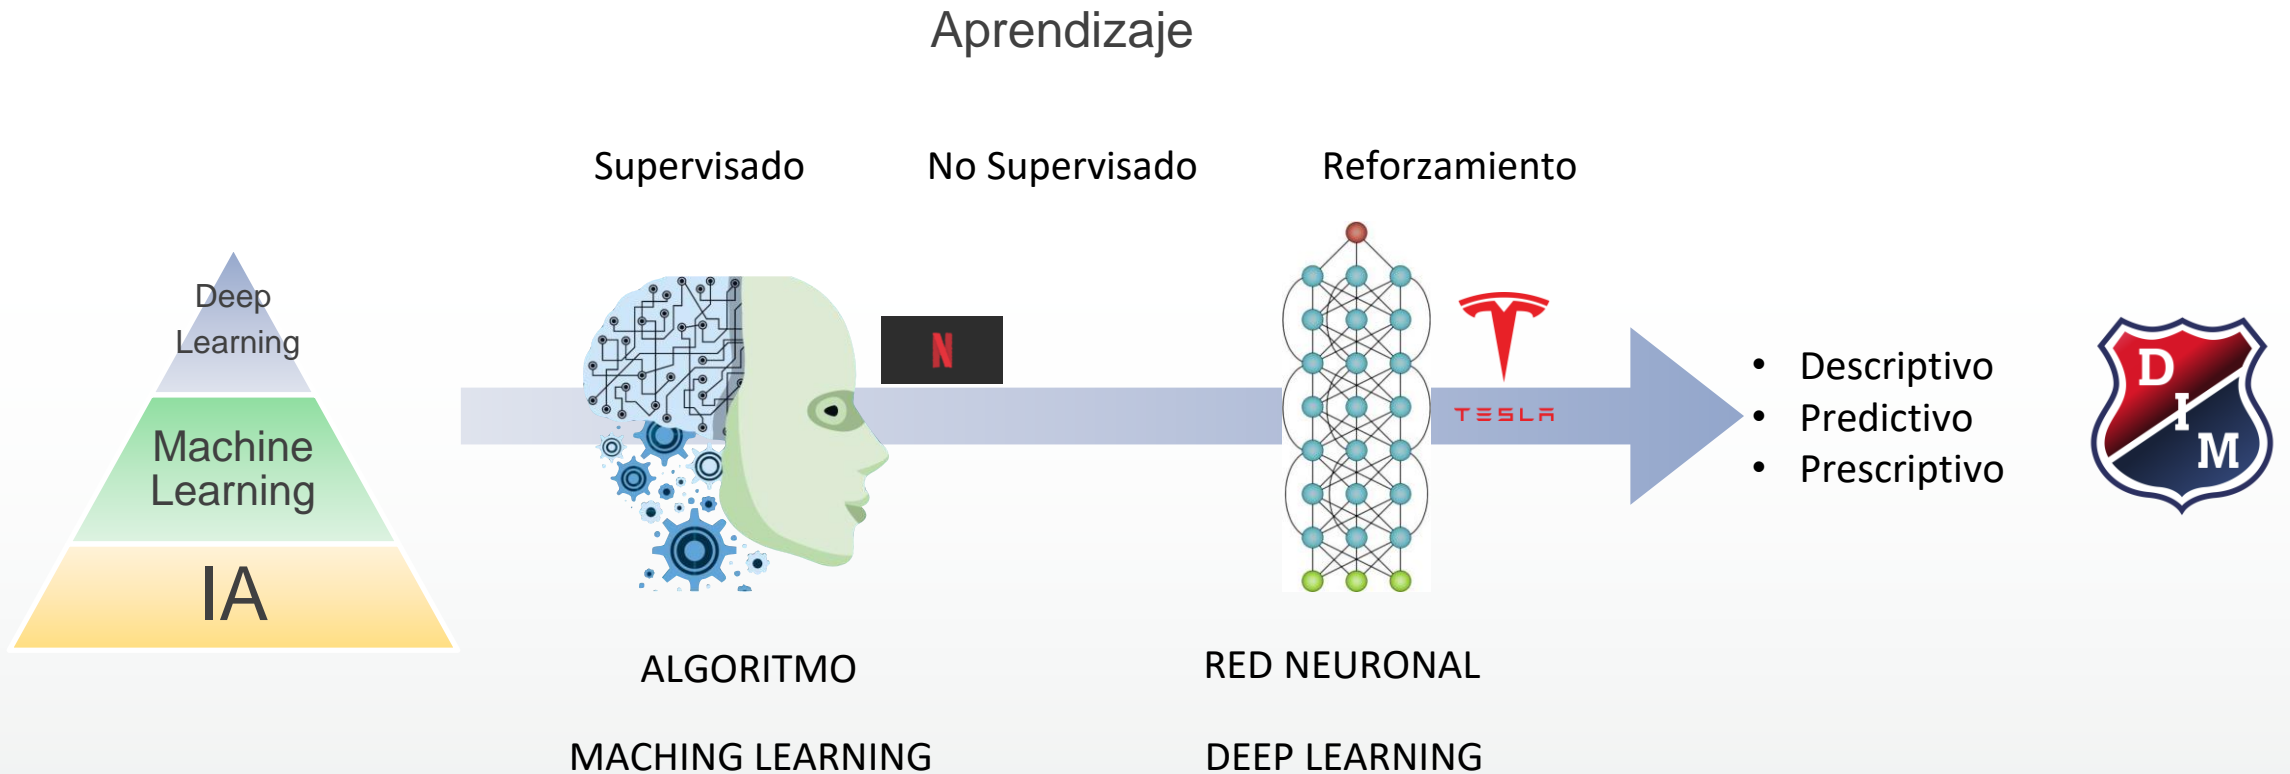 Aprendizaje
Supervisado
No Supervisado
Reforzamiento
Deep
Learning
Machine
Learning
IA
N
TESLA
• Descriptivo
• Predictivo
• Prescriptivo
D
I
M
ALGORITMO
RED NEURONAL
MACHING LEARNING
DEEP LEARNING